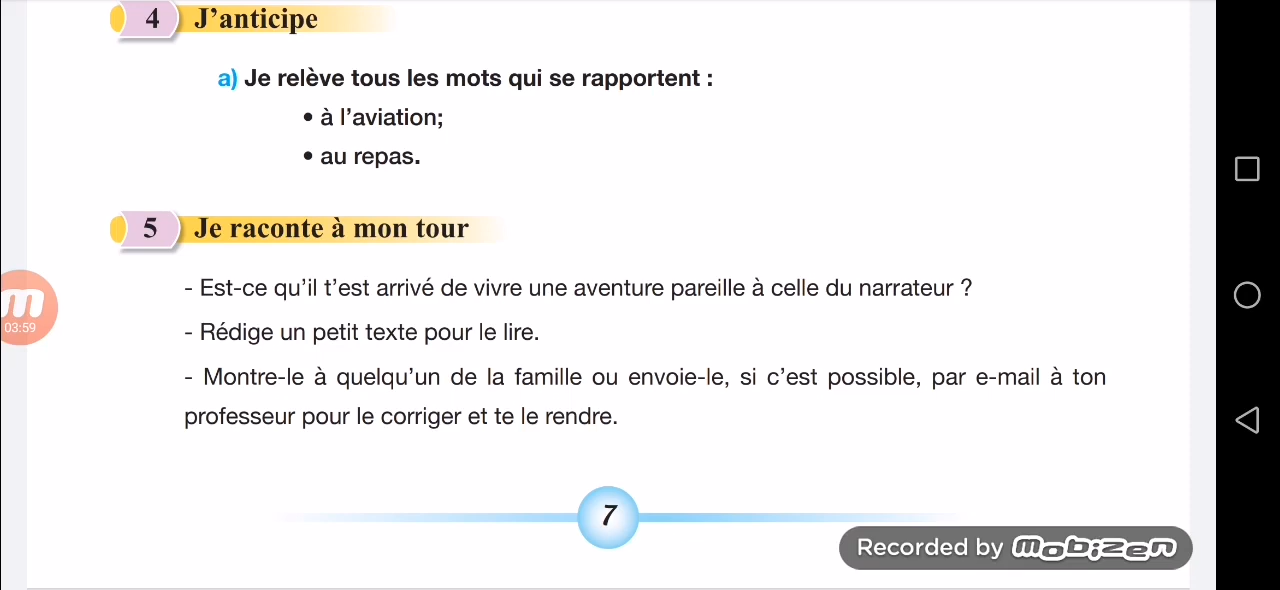 4 J’anticipe
a) Je relève tous les mots qui se rapportent :
• à l’aviation;
• au repas.
5 Je raconte à mon tour
- Est-ce qu’il t’est arrivé de vivre une aventure pareille à celle du narrateur ?
- Rédige un petit texte pour le lire.
- Montre-le à quelqu’un de la famille ou envoie-le, si c’est possible, par e-mail à ton
professeur pour le corriger et te le rendre.
m
03:59
7
Recorded by mobizen